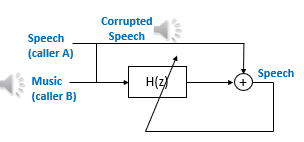 Corrupted
Speech
Speech
(caller A)
Music
(caller B)
H(z)
+
Speech